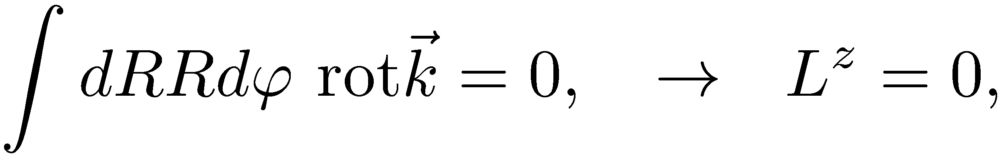 ∫ dRRdφ rot k⃗ = 0, → L^z = 0,